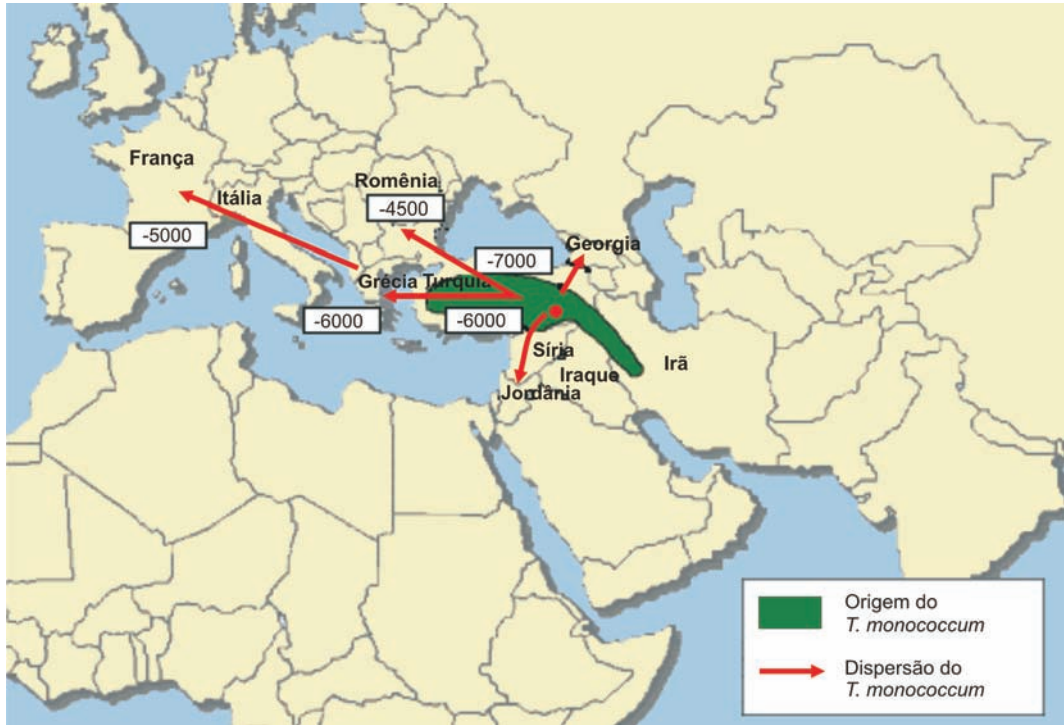 França
Itália
Romênia
-4500
-5000
Georgia
-7000
Grécia Turquia
-6000
-6000
Síria
Irã
Iraque
Jordânia
Origem do
T. monococcum
Dispersão do
T. monococcum